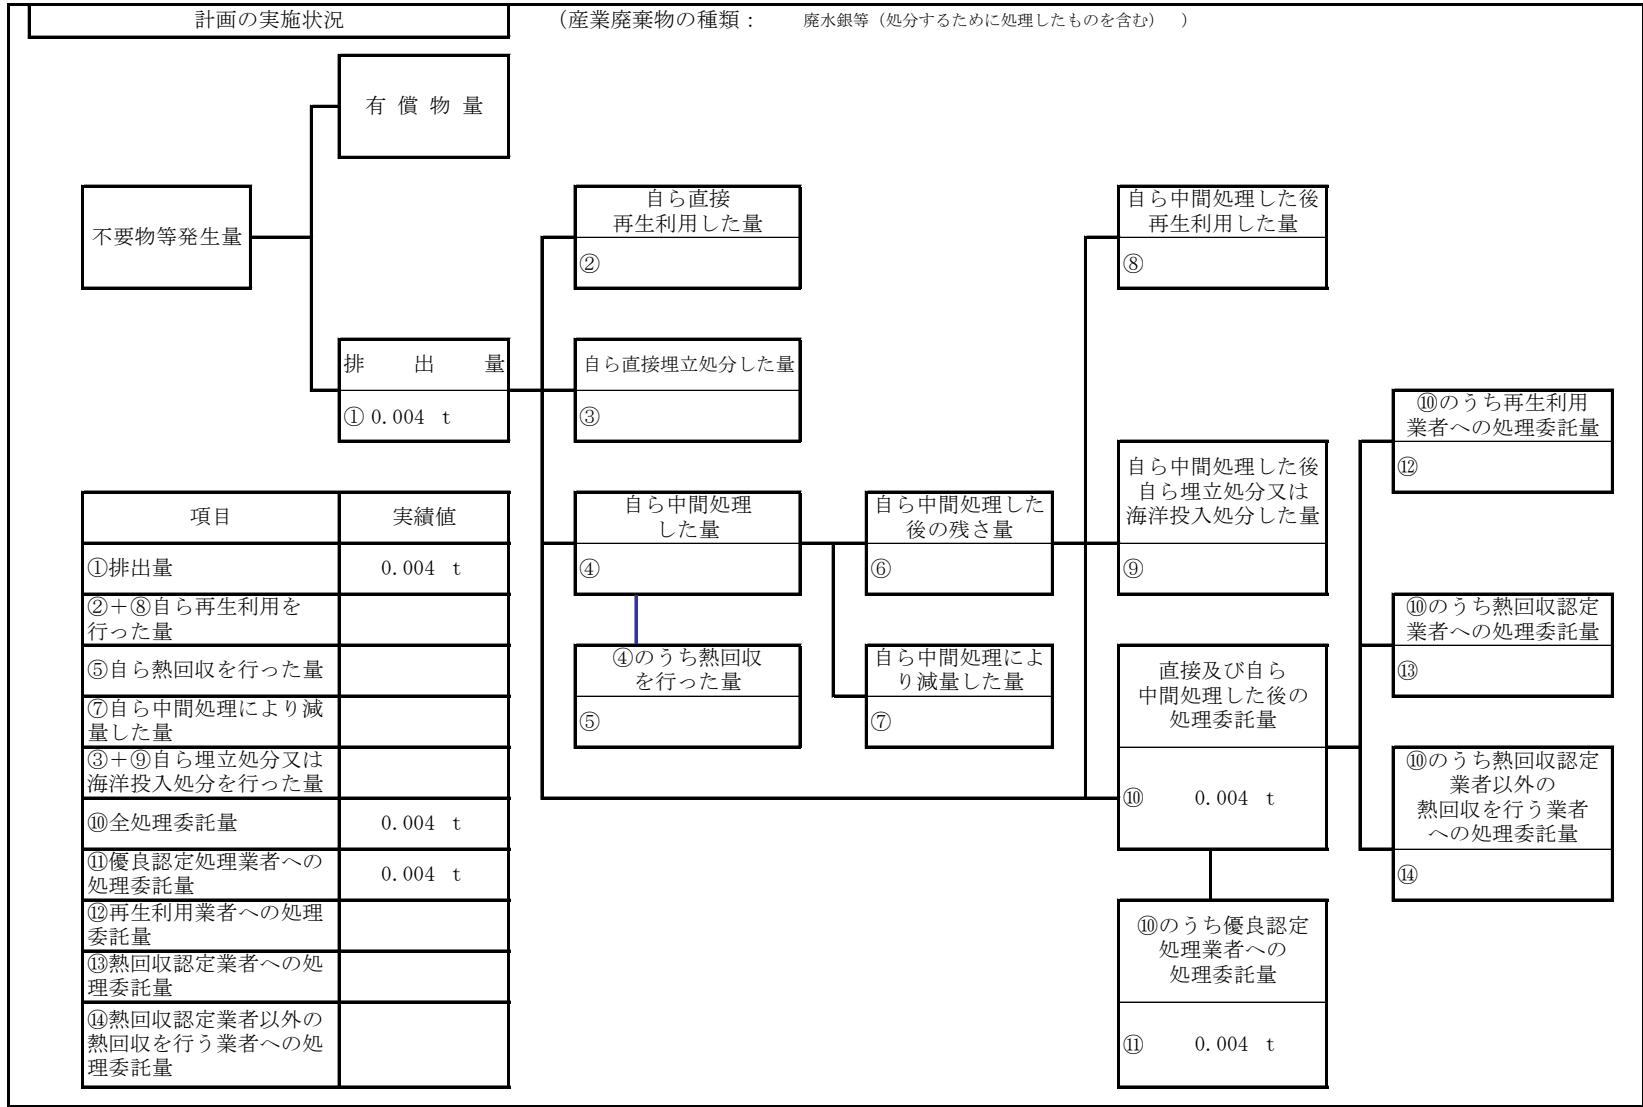 計画の実施状況
（産業廃棄物の種類： 廃水銀等（処分するために処理したものを含む） ）
有 償 物 量
不要物等発生量
排 出 量
① 0.004 t
自ら直接
再生利用した量
②
自ら直接埋立処分した量
③
自ら中間処理
した量
④
④のうち熱回収
を行った量
⑤
自ら中間処理した
後の残さ量
⑥
自ら中間処理によ
り減量した量
⑦
自ら中間処理した後
再生利用した量
⑧
自ら中間処理した後
自ら埋立処分又は
海洋投入処分した量
⑨
直接及び自ら
中間処理した後の
処理委託量
⑩ 0.004 t
⑩のうち優良認定
処理業者への
処理委託量
⑪ 0.004 t
⑩のうち再生利用
業者への処理委託量
⑫
⑩のうち熱回収認定
業者への処理委託量
⑬
⑩のうち熱回収認定
業者以外の
熱回収を行う業者
への処理委託量
⑭
項目 実績値
①排出量 0.004 t
②＋⑧自ら再生利用を
行った量
⑤自ら熱回収を行った量
⑦自ら中間処理により減
量した量
③＋⑨自ら埋立処分又は
海洋投入処分を行った量
⑩全処理委託量 0.004 t
⑪優良認定処理業者への
処理委託量 0.004 t
⑫再生利用業者への処理
委託量
⑬熱回収認定業者への処
理委託量
⑭熱回収認定業者以外の
熱回収を行う業者への処
理委託量